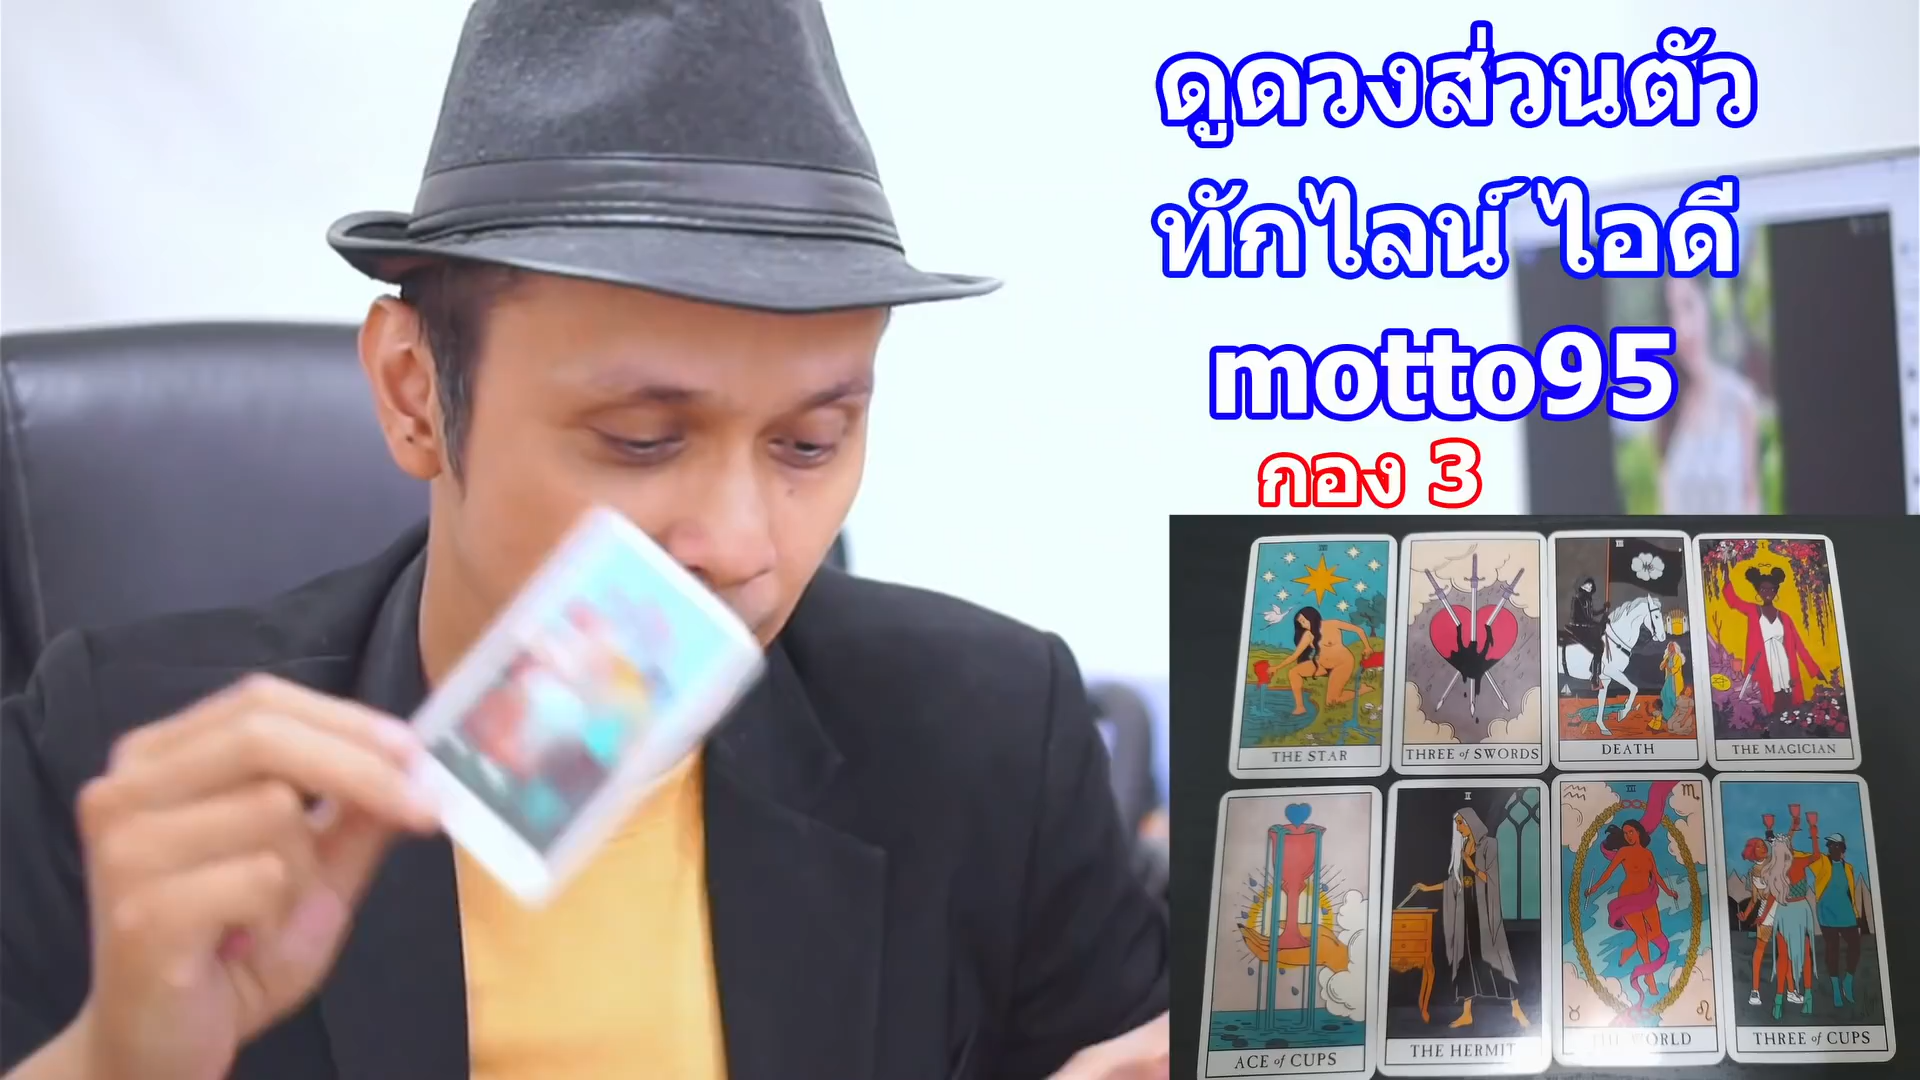 ดูดวงส่วนตัว
ทักไลน์ ไอดี
motto95
กอง 3
THE STAR
THREE of SWORDS
DEATH
THE MAGICIAN
ACE of CUPS
THE HERMIT
THE WORLD
THREE of CUPS